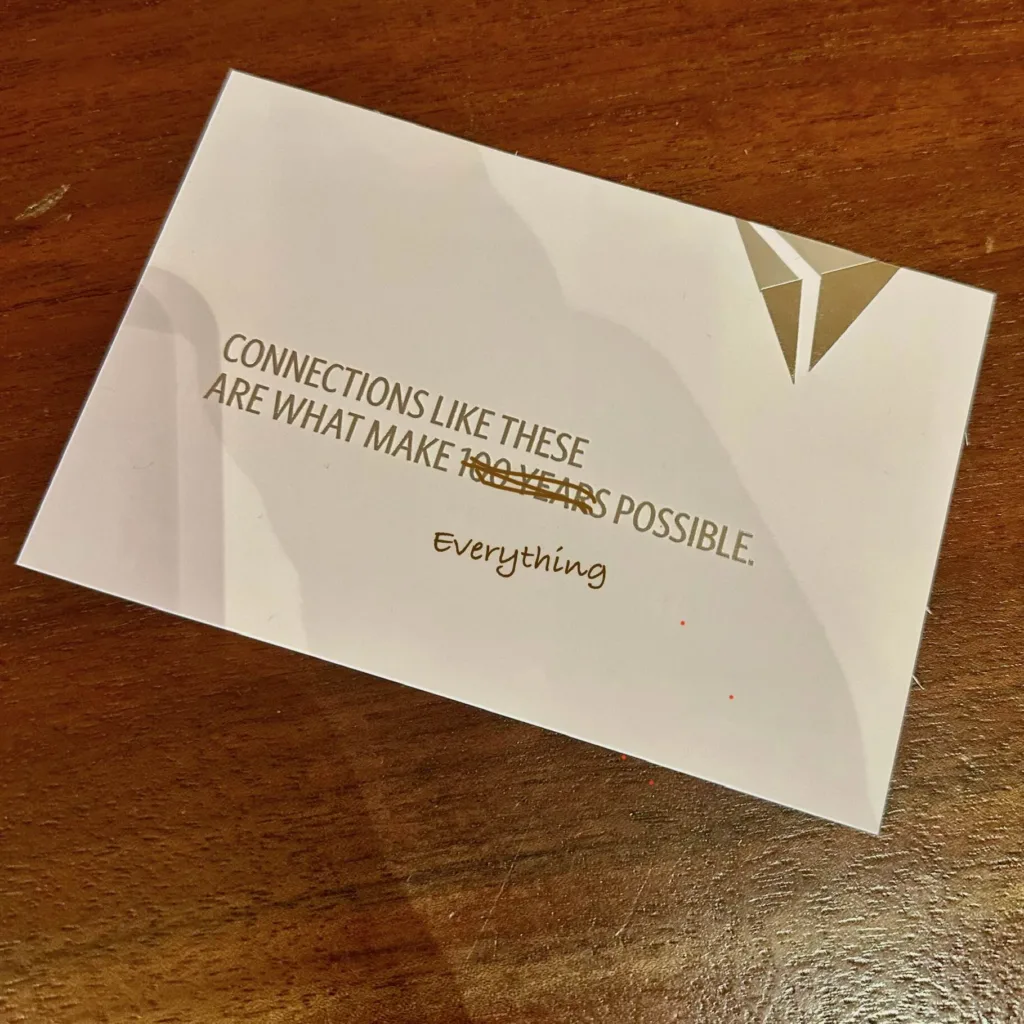 CONNECTIONS LIKE THESE
ARE WHAT MAKE 100 YEARS POSSIBLE.
Everything